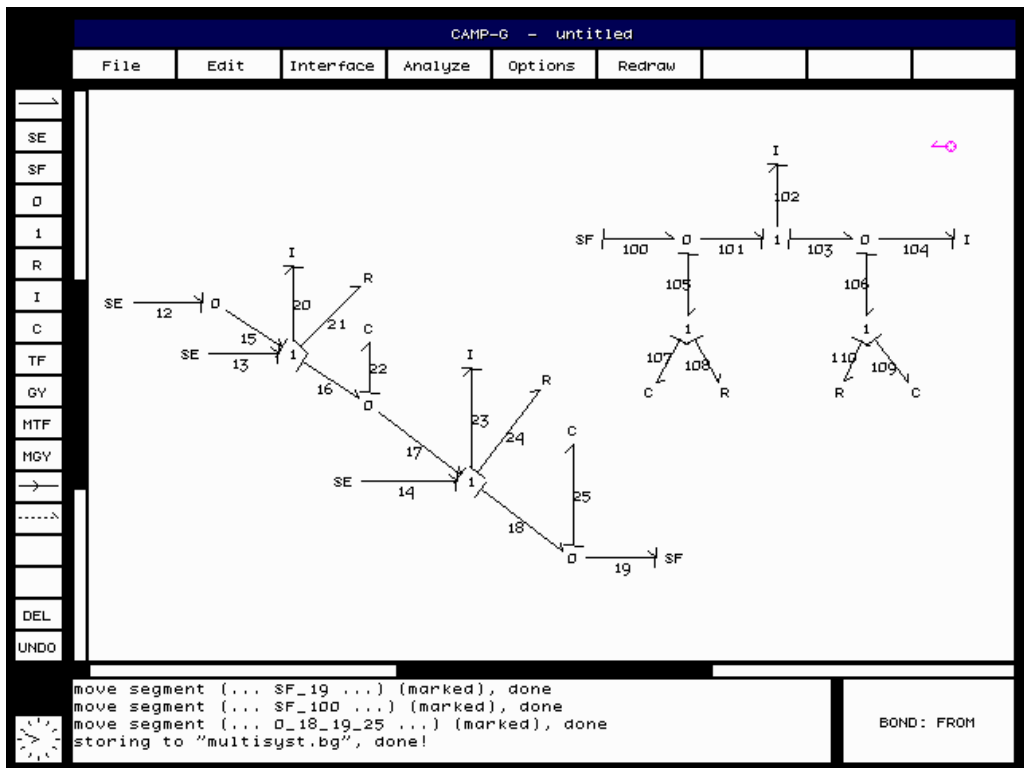 CAMP-G - untitled
File Edit Interface Analyze Options Redraw
SE
SF
0
1
R
I
C
TF
GY
MTF
MGY
DEL
UNDO
I
102
SF 100 0 101 1 103 0 104 I
105 106
1 1
107 108 110 109
C R R C
I
R
20
21
SE 12 0
C
15
SE 13 1
22
16
0
I
R
23
24
17
C
SE 14 1
25
18
0 19 SF
move segment (... SF_19 ...) (marked), done
move segment (... SF_100 ...) (marked), done
move segment (... 0_18_19_25 ...) (marked), done
storing to "multisyst.bg", done!
BOND: FROM